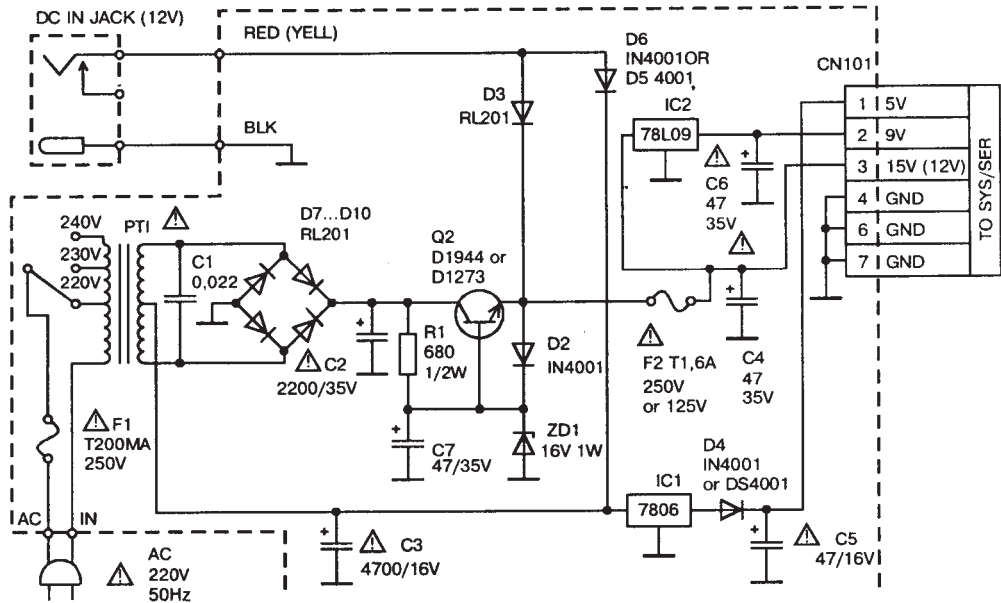 DC IN JACK (12V)
RED (YELL)
BLK
D6
IN4001OR
D5 4001
D3
RL201
IC2
78L09
CN101
1 5V
2 9V
3 15V (12V)
4 GND
6 GND
7 GND
TO SYS/SER
C6
47
35V
240V
230V
220V
PTI
C1
0,022
D7...D10
RL201
Q2
D1944 or
D1273
R1
680
1/2W
C2
2200/35V
D2
IN4001
F2 T1,6A
250V
or 125V
C4
47
35V
F1
T200MA
250V
C7
47/35V
ZD1
16V 1W
D4
IN4001
or DS4001
IC1
7806
AC IN
C3
4700/16V
C5
47/16V
AC
220V
50Hz